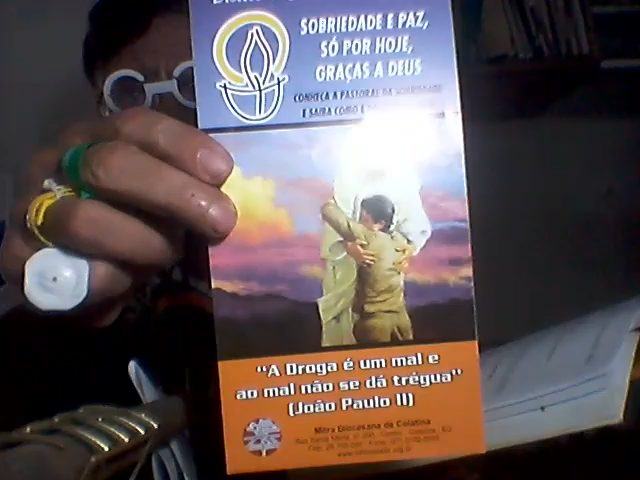 SOBRIEDADE E PAZ,
SÓ POR HOJE,
GRAÇAS A DEUS
CONHEÇA A PASTORAL DA SOBRIEDADE
E SAIBA COMO
"A Droga é um mal e
ao mal não se dá trégua"
(João Paulo II)
Mitra Diocesana de Colatina